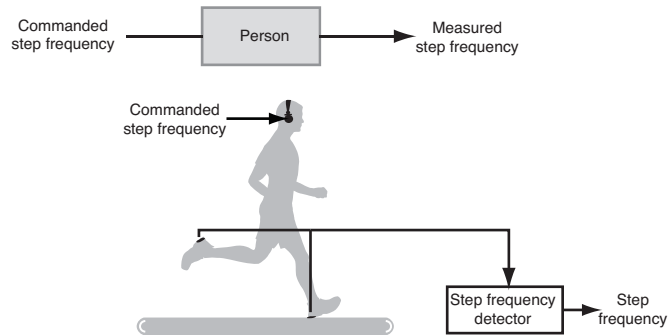 Commanded
step frequency
Person
Measured
step frequency
Commanded
step frequency
Step frequency
detector
Step
frequency